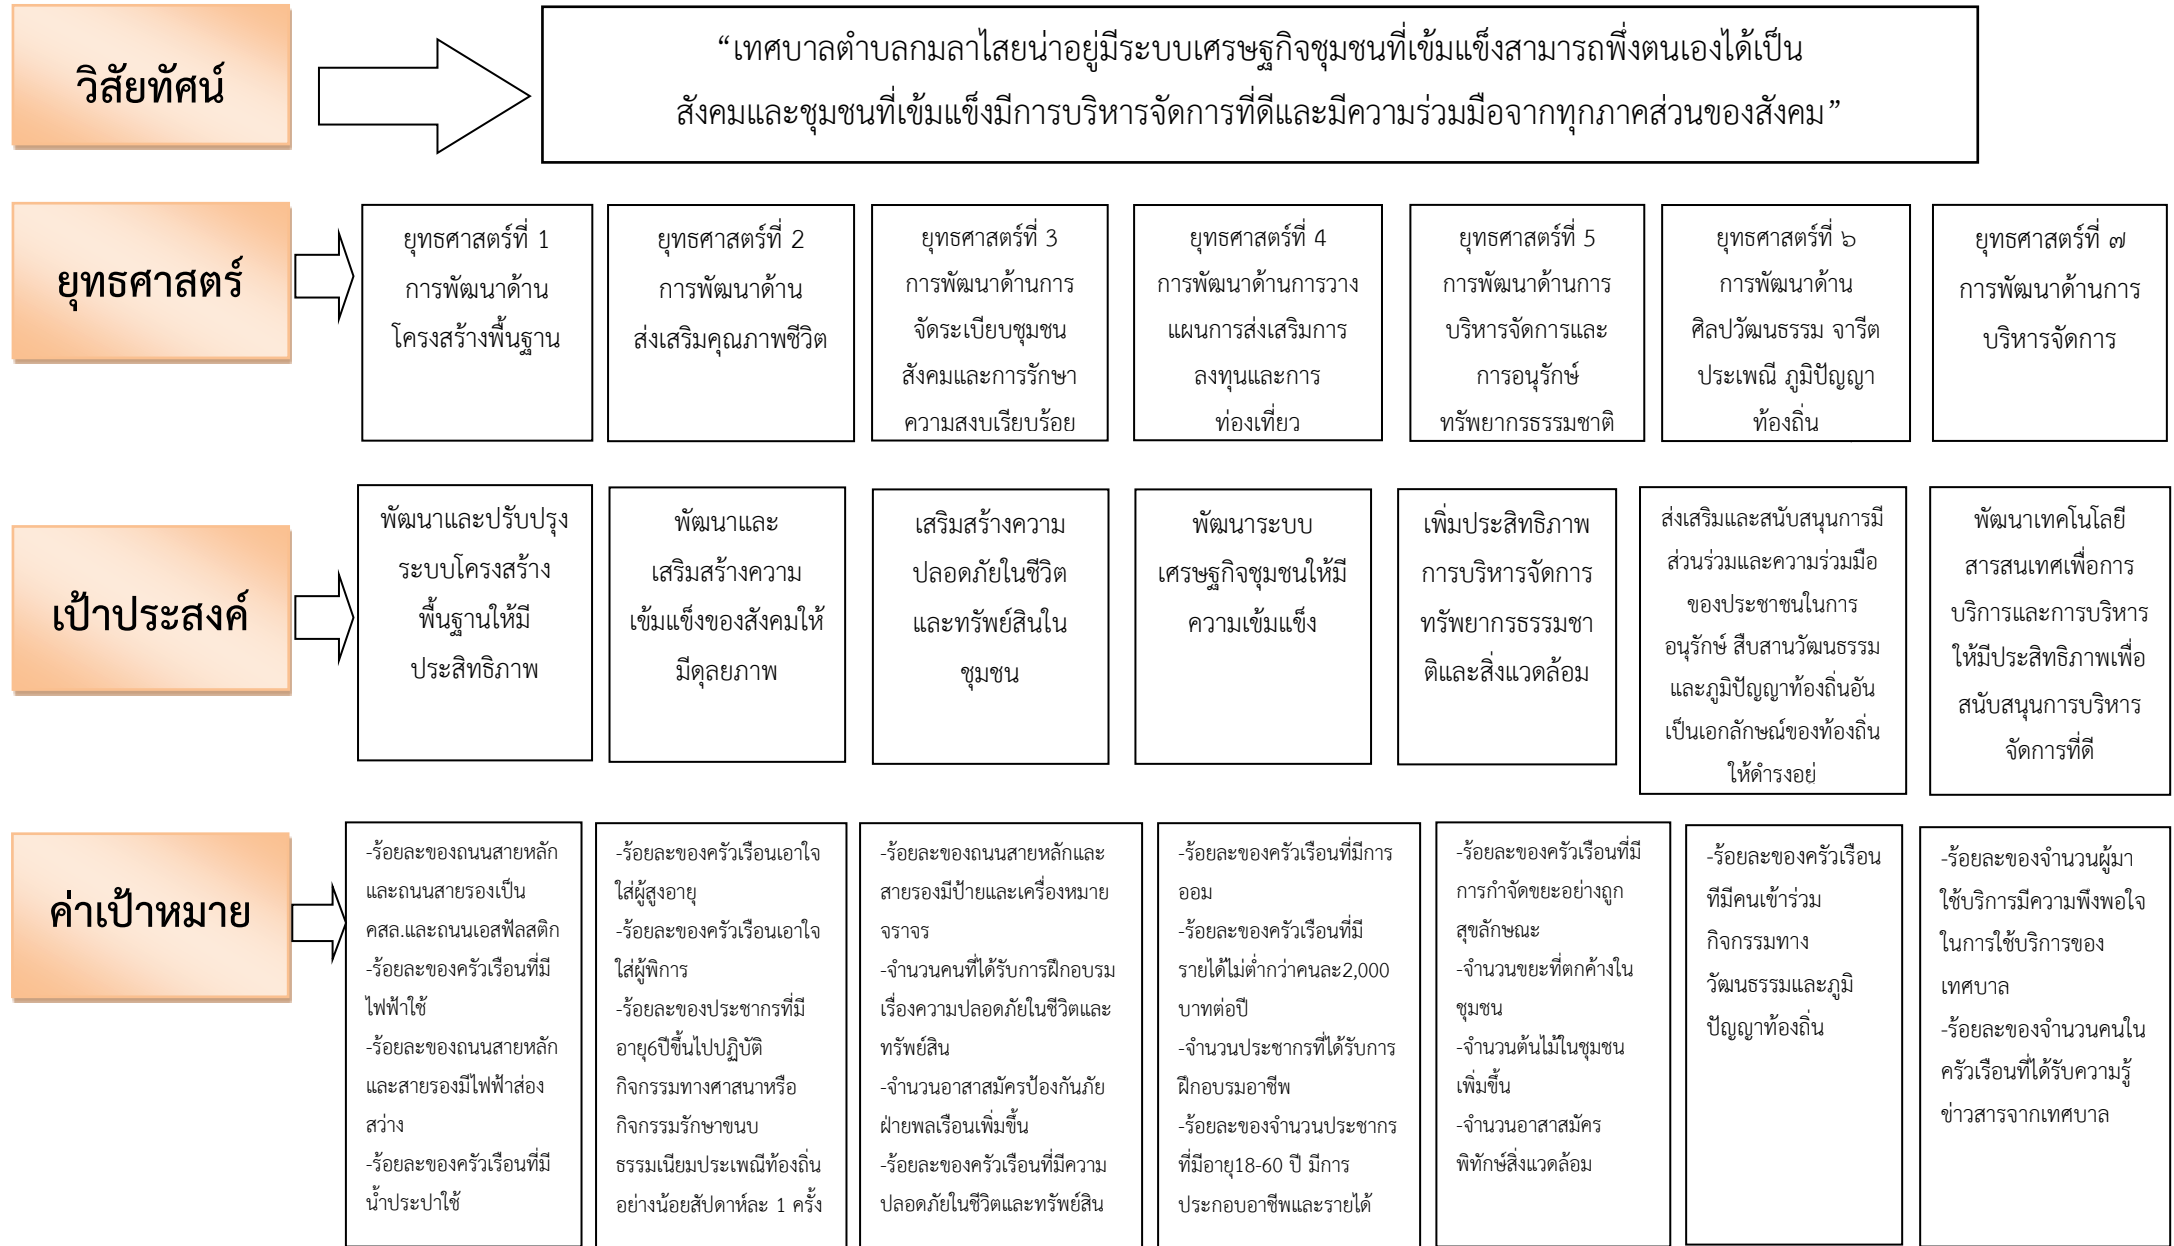 วิสัยทัศน์
“เทศบาลตำบลกมลาไสยน่าอยู่มีระบบเศรษฐกิจชุมชนที่เข้มแข็งสามารถพึ่งตนเองได้เป็น
สังคมและชุมชนที่เข้มแข็งมีการบริหารจัดการที่ดีและมีความร่วมมือจากทุกภาคส่วนของสังคม”
ยุทธศาสตร์
ยุทธศาสตร์ที่ 1
การพัฒนาด้าน
โครงสร้างพื้นฐาน
ยุทธศาสตร์ที่ 2
การพัฒนาด้าน
ส่งเสริมคุณภาพชีวิต
ยุทธศาสตร์ที่ 3
การพัฒนาด้านการ
จัดระเบียบชุมชน
สังคมและการรักษา
ความสงบเรียบร้อย
ยุทธศาสตร์ที่ 4
การพัฒนาด้านการวาง
แผนการส่งเสริมการ
ลงทุนและการ
ท่องเที่ยว
ยุทธศาสตร์ที่ 5
การพัฒนาด้านการ
บริหารจัดการและ
การอนุรักษ์
ทรัพยากรธรรมชาติ
ยุทธศาสตร์ที่ ๖
การพัฒนาด้าน
ศิลปวัฒนธรรม จารีต
ประเพณี ภูมิปัญญา
ท้องถิ่น
ยุทธศาสตร์ที่ ๗
การพัฒนาด้านการ
บริหารจัดการ
เป้าประสงค์
พัฒนาและปรับปรุง
ระบบโครงสร้าง
พื้นฐานให้มี
ประสิทธิภาพ
พัฒนาและ
เสริมสร้างความ
เข้มแข็งของสังคมให้
มีดุลยภาพ
เสริมสร้างความ
ปลอดภัยในชีวิต
และทรัพย์สินใน
ชุมชน
พัฒนาระบบ
เศรษฐกิจชุมชนให้มี
ความเข้มแข็ง
เพิ่มประสิทธิภาพ
การบริหารจัดการ
ทรัพยากรธรรมชา
ติและสิ่งแวดล้อม
ส่งเสริมและสนับสนุนการมี
ส่วนร่วมและความร่วมมือ
ของประชาชนในการ
อนุรักษ์ สืบสานวัฒนธรรม
และภูมิปัญญาท้องถิ่นอัน
เป็นเอกลักษณ์ของท้องถิ่น
ให้ดำรงอยู่
พัฒนาเทคโนโลยี
สารสนเทศเพื่อการ
บริการและการบริหาร
ให้มีประสิทธิภาพเพื่อ
สนับสนุนการบริหาร
จัดการที่ดี
ค่าเป้าหมาย
-ร้อยละของถนนสายหลัก
และถนนสายรองเป็น
คสล.และถนนเอสฟัลสติก
-ร้อยละของครัวเรือนที่มี
ไฟฟ้าใช้
-ร้อยละของถนนสายหลัก
และสายรองมีไฟฟ้าส่อง
สว่าง
-ร้อยละของครัวเรือนที่มี
น้ำประปาใช้
-ร้อยละของครัวเรือนเอาใจ
ใส่ผู้สูงอายุ
-ร้อยละของครัวเรือนเอาใจ
ใส่ผู้พิการ
-ร้อยละของประชากรที่มี
อายุ6ปีขึ้นไปปฏิบัติ
กิจกรรมทางศาสนาหรือ
กิจกรรมรักษาขนบ
ธรรมเนียมประเพณีท้องถิ่น
อย่างน้อยสัปดาห์ละ 1 ครั้ง
-ร้อยละของถนนสายหลักและ
สายรองมีป้ายและเครื่องหมาย
จราจร
-จำนวนคนที่ได้รับการฝึกอบรม
เรื่องความปลอดภัยในชีวิตและ
ทรัพย์สิน
-จำนวนอาสาสมัครป้องกันภัย
ฝ่ายพลเรือนเพิ่มขึ้น
-ร้อยละของครัวเรือนที่มีความ
ปลอดภัยในชีวิตและทรัพย์สิน
-ร้อยละของครัวเรือนที่มีการ
ออม
-ร้อยละของครัวเรือนที่มี
รายได้ไม่ต่ำกว่าคนละ2,000
บาทต่อปี
-จำนวนประชากรที่ได้รับการ
ฝึกอบรมอาชีพ
-ร้อยละของจำนวนประชากร
ที่มีอายุ18-60 ปี มีการ
ประกอบอาชีพและรายได้
-ร้อยละของครัวเรือนที่มี
การกำจัดขยะอย่างถูก
สุขลักษณะ
-จำนวนขยะที่ตกค้างใน
ชุมชน
-จำนวนต้นไม้ในชุมชน
เพิ่มขึ้น
-จำนวนอาสาสมัคร
พิทักษ์สิ่งแวดล้อม
-ร้อยละของครัวเรือน
ทีมีคนเข้าร่วม
กิจกรรมทาง
วัฒนธรรมและภูมิ
ปัญญาท้องถิ่น
-ร้อยละของจำนวนผู้มา
ใช้บริการมีความพึงพอใจ
ในการใช้บริการของ
เทศบาล
-ร้อยละของจำนวนคนใน
ครัวเรือนที่ได้รับความรู้
ข่าวสารจากเทศบาล